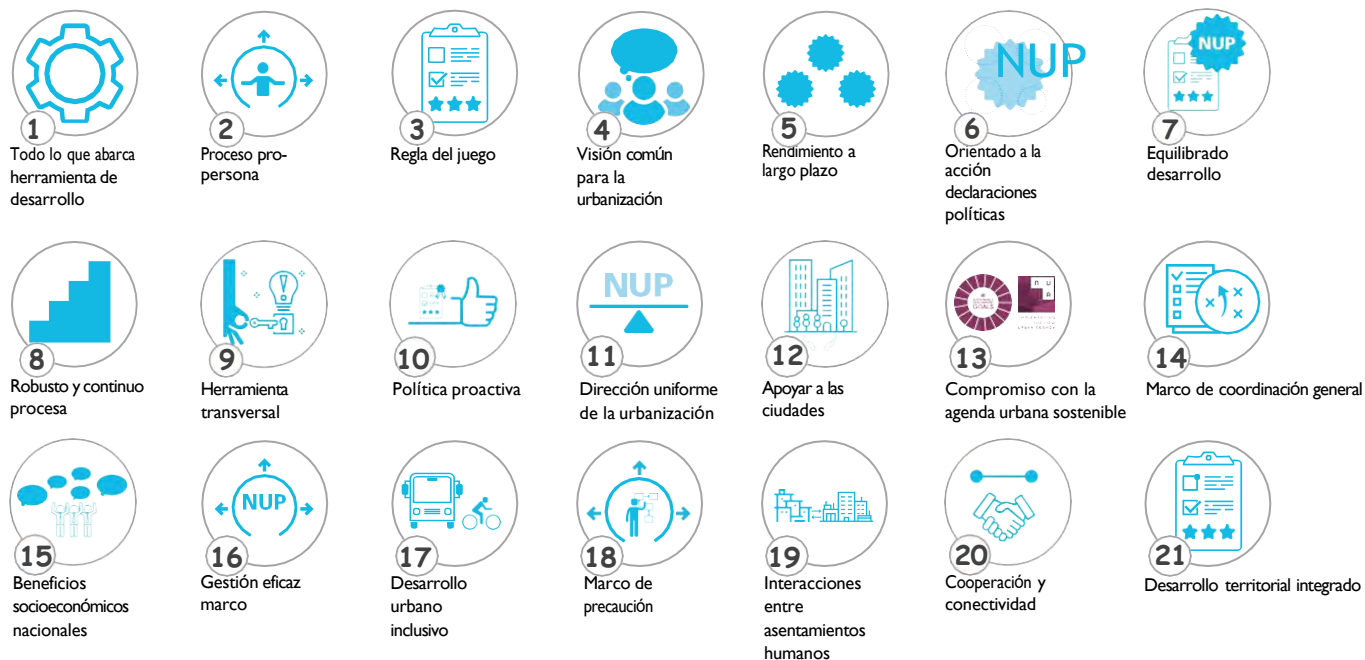 1
Todo lo que abarca
herramienta de
desarrollo
2
Proceso pro-
persona
3
Regla del juego
4
Visión común
para la
urbanización
5
Rendimiento a
largo plazo
NUP
6
Orientado a la
acción
declaraciones
políticas
NUP
7
Equilibrado
desarrollo
8
Robusto y continuo
procesa
9
Herramienta
transversal
10
Política proactiva
NUP
11
Dirección uniforme
de la urbanización
12
Apoyar a las
ciudades
GOALS
13
Compromiso con la
agenda urbana sostenible
14
Marco de coordinación general
15
Beneficios
socioeconómicos
nacionales
NUP
16
Gestión eficaz
marco
17
Desarrollo
urbano
inclusivo
18
Marco de
precaución
19
Interacciones
entre
asentamientos
humanos
20
Cooperación y
conectividad
21
Desarrollo territorial integrado